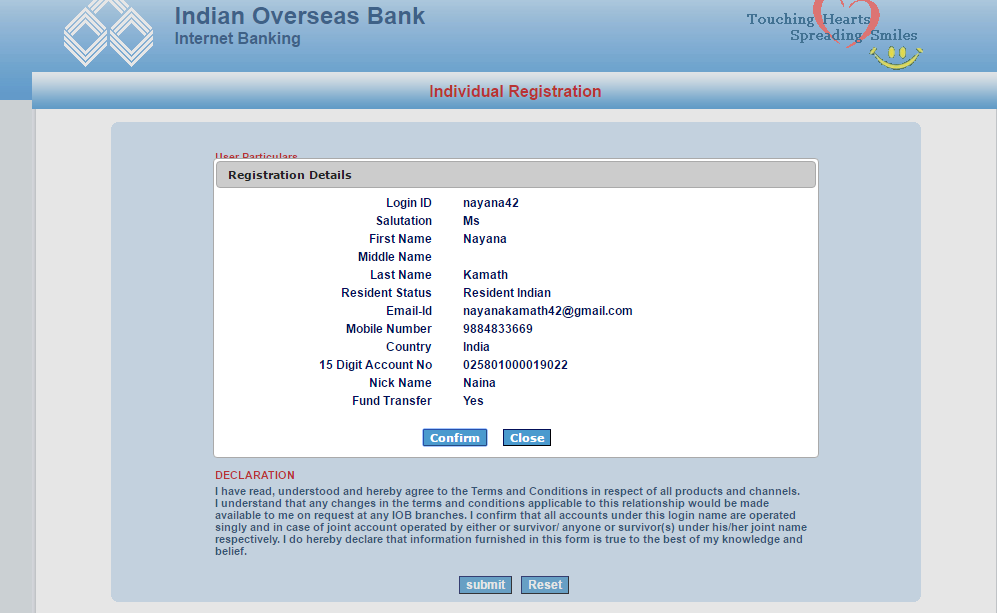 Indian Overseas Bank
Internet Banking
Touching Hearts
Spreading Smiles
Individual Registration
User Particulars
Registration Details
Login ID nayana42
Salutation Ms
First Name Nayana
Middle Name
Last Name Kamath
Resident Status Resident Indian
Email-Id nayanakamath42@gmail.com
Mobile Number 9884833669
Country India
15 Digit Account No 025801000019022
Nick Name Naina
Fund Transfer Yes
Confirm Close
DECLARATION
I have read, understood and hereby agree to the Terms and Conditions in respect of all products and channels.
I understand that any changes in the terms and conditions applicable to this relationship would be made
available to me on request at any IOB branches. I confirm that all accounts under this login name are operated
singly and in case of joint account operated by either or survivor/ anyone or survivor(s) under his/her joint name
respectively. I do hereby declare that information furnished in this form is true to the best of my knowledge and
belief.
submit Reset